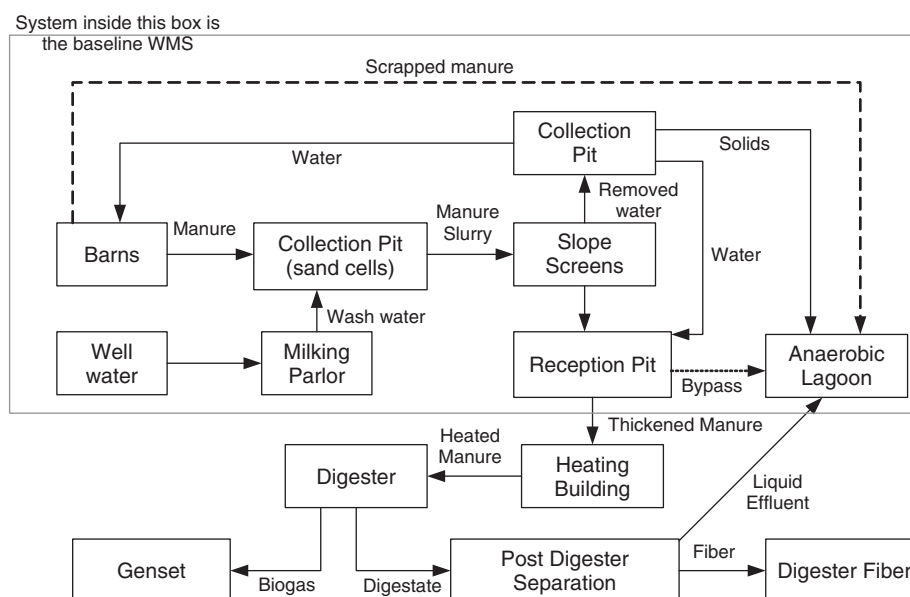 System inside this box is
the baseline WMS
Scrapped manure
Collection
Pit
Solids
Water
Removed
water
Manure
Slurry
Manure
Barns
Collection Pit
(sand cells)
Slope
Screens
Water
Wash water
Well
water
Milking
Parlor
Reception Pit
Bypass
Anaerobic
Lagoon
Thickened Manure
Heated
Manure
Digester
Heating
Building
Liquid
Effluent
Genset
Biogas
Digestate
Post Digester
Separation
Fiber
Digester Fiber